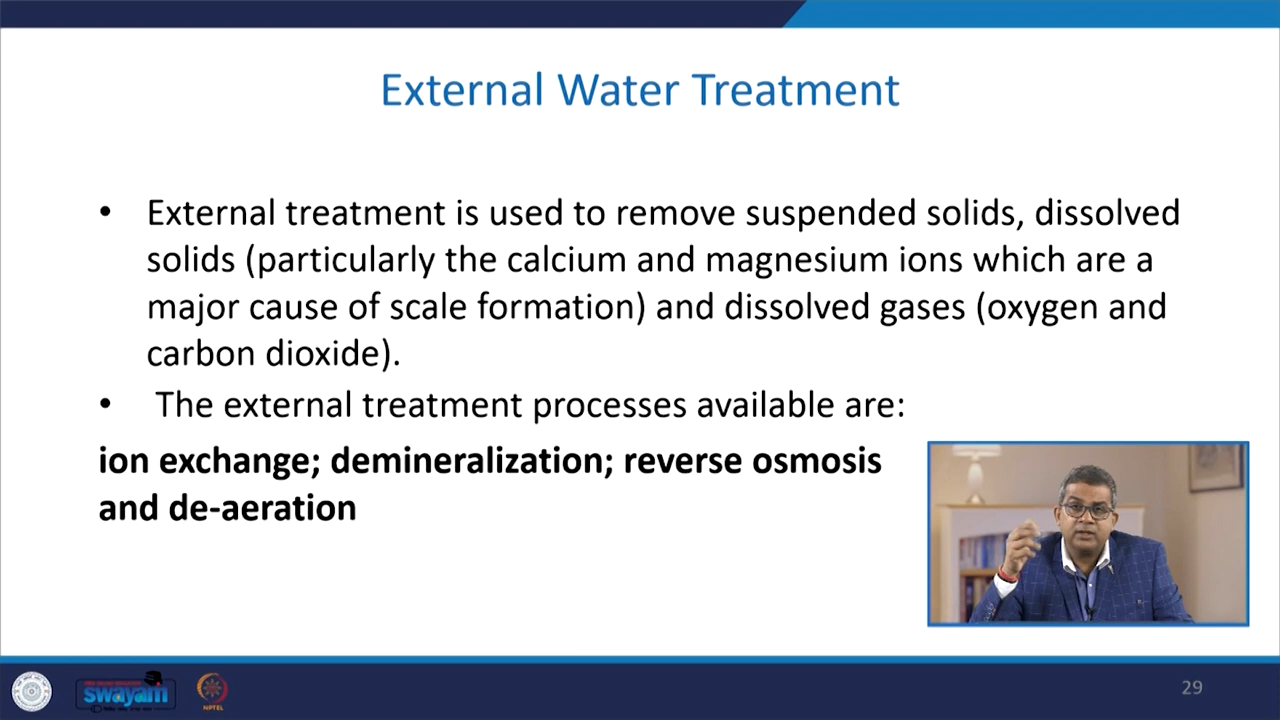 External Water Treatment
• External treatment is used to remove suspended solids, dissolved
solids (particularly the calcium and magnesium ions which are a
major cause of scale formation) and dissolved gases (oxygen and
carbon dioxide).
• The external treatment processes available are:
ion exchange; demineralization; reverse osmosis
and de-aeration
swayam
NPTEL
29